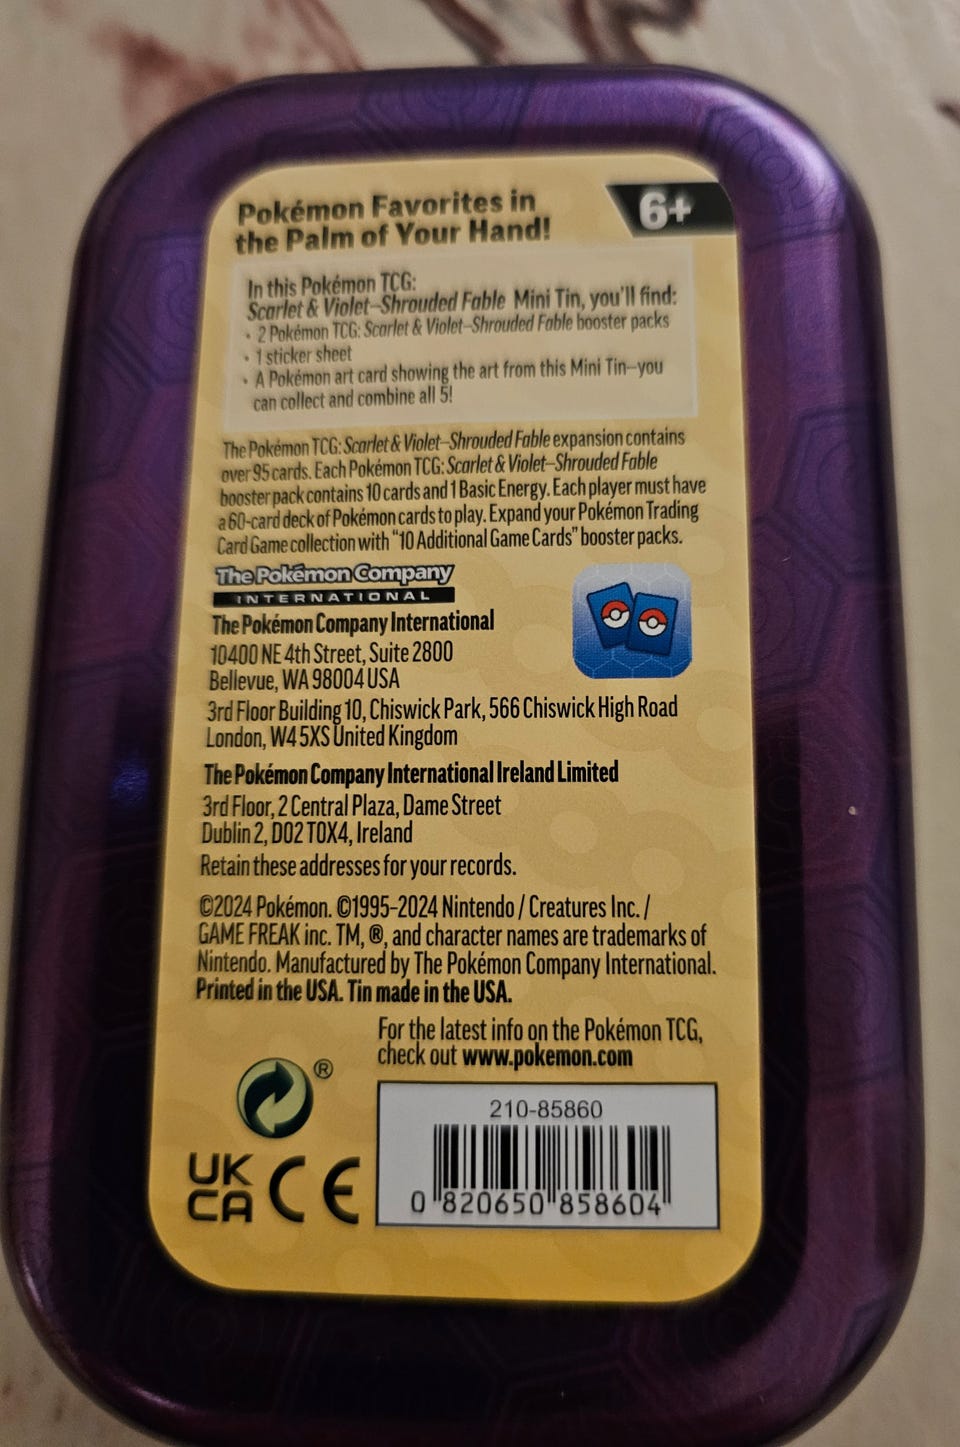 Pokémon Favorites in
the Palm of Your Hand!
6+
In this Pokémon TCG:
Scarlet & Violet–Shrouded Fable Mini Tin, you'll find:
• 2 Pokémon TCG: Scarlet & Violet–Shrouded Fable booster packs
• 1 sticker sheet
• A Pokémon art card showing the art from this Mini Tin—you
can collect and combine all 5!
The Pokémon TCG: Scarlet & Violet–Shrouded Fable expansion contains
over 95 cards. Each Pokémon TCG: Scarlet & Violet–Shrouded Fable
booster pack contains 10 cards and 1 Basic Energy. Each player must have
a 60-card deck of Pokémon cards to play. Expand your Pokémon Trading
Card Game collection with "10 Additional Game Cards" booster packs.
The Pokémon Company
INTERNATIONAL
The Pokémon Company International
10400 NE 4th Street, Suite 2800
Bellevue, WA 98004 USA
3rd Floor Building 10, Chiswick Park, 566 Chiswick High Road
London, W4 5XS United Kingdom
The Pokémon Company International Ireland Limited
3rd Floor, 2 Central Plaza, Dame Street
Dublin 2, D02 T0X4, Ireland
Retain these addresses for your records.
©2024 Pokémon. ©1995–2024 Nintendo / Creatures Inc. /
GAME FREAK inc. TM, ®, and character names are trademarks of
Nintendo. Manufactured by The Pokémon Company International.
Printed in the USA. Tin made in the USA.
For the latest info on the Pokémon TCG,
check out www.pokemon.com
®
UK
CA
CE
210-85860
0 820650 858604